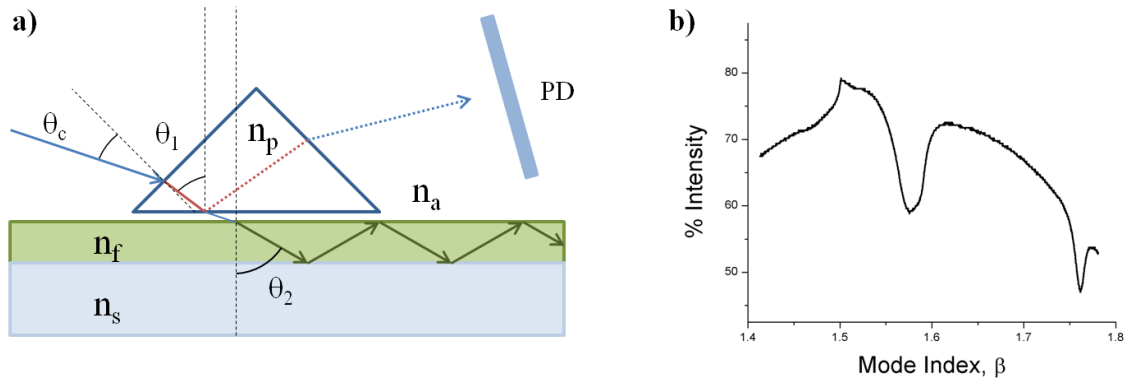 a)
θc
θ1
np
PD
na
nf
θ2
ns
b)
% Intensity
80
70
60
50
1.4 1.5 1.6 1.7 1.8
Mode Index, β